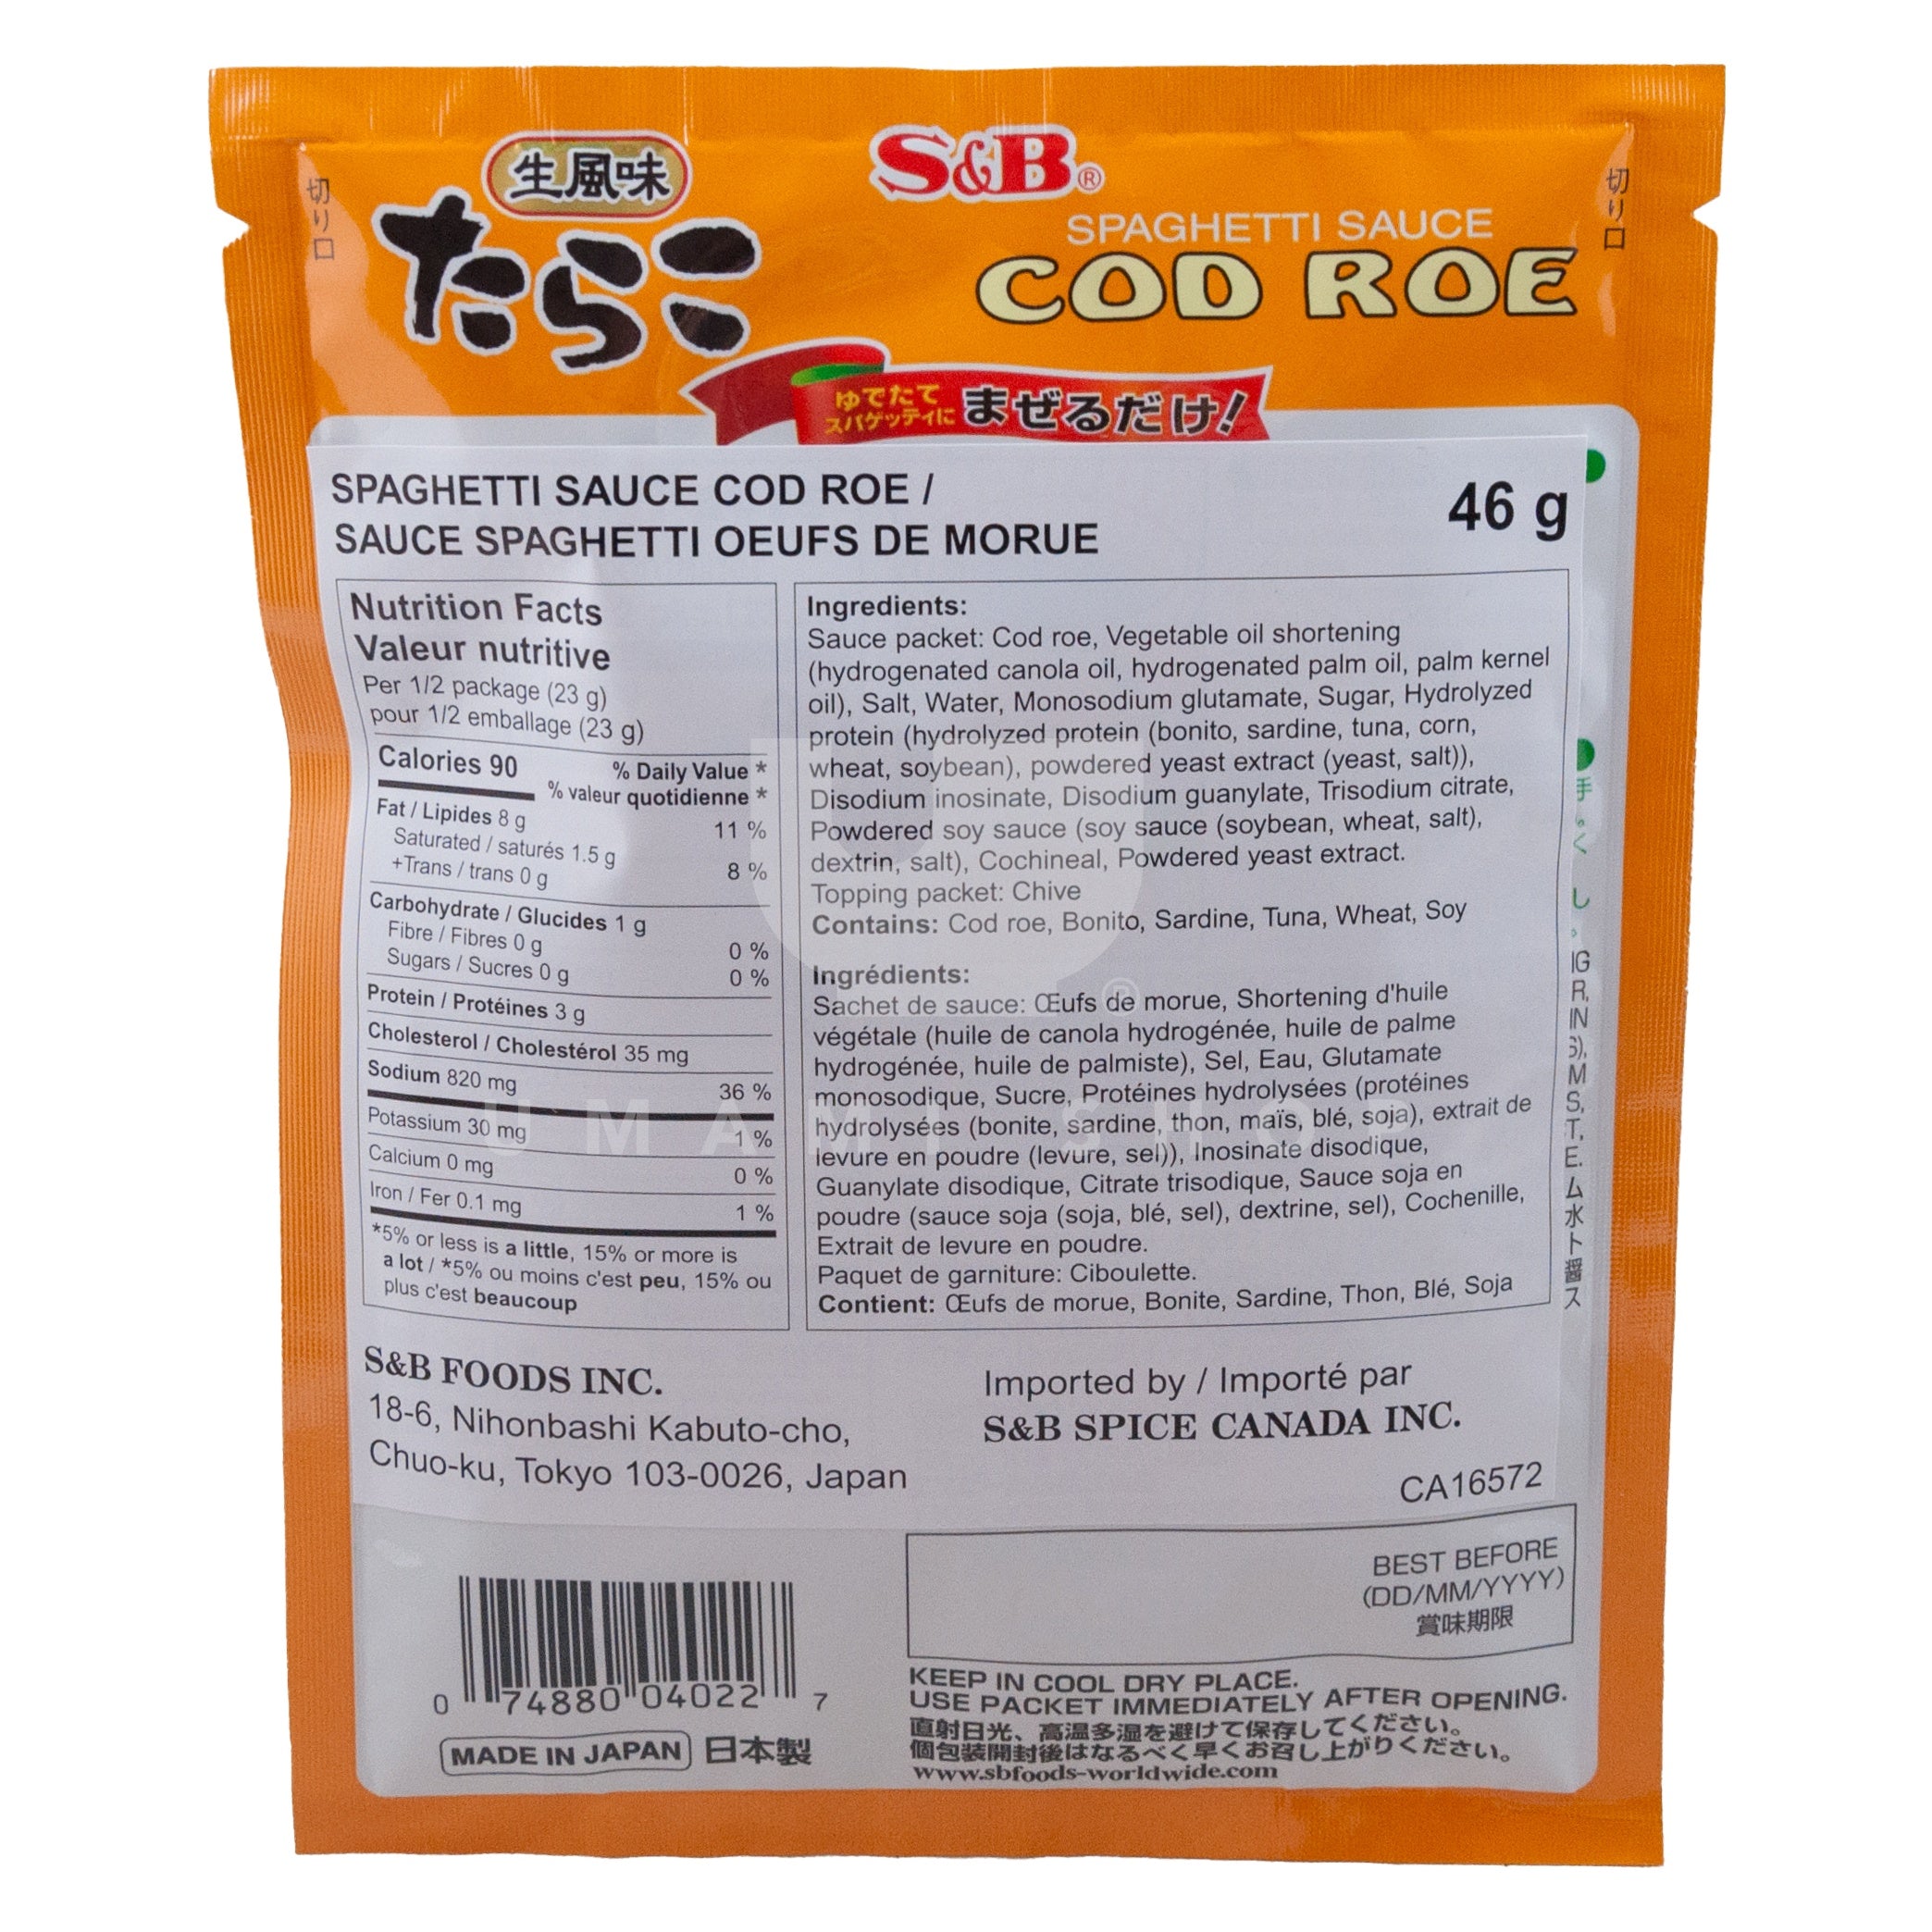 生風味
たらこ
S&B®
SPAGHETTI SAUCE
COD ROE
切り口
切り口
ゆでたて
スパゲッティに
まぜるだけ!
SPAGHETTI SAUCE COD ROE /
SAUCE SPAGHETTI OEUFS DE MORUE
46 g
Nutrition Facts
Valeur nutritive
Per 1/2 package (23 g)
pour 1/2 emballage (23 g)
Calories 90
% Daily Value *
% valeur quotidienne *
Fat / Lipides 8 g 11 %
Saturated / saturés 1.5 g
+Trans / trans 0 g 8 %
Carbohydrate / Glucides 1 g
Fibre / Fibres 0 g 0 %
Sugars / Sucres 0 g 0 %
Protein / Protéines 3 g
Cholesterol / Cholestérol 35 mg
Sodium 820 mg 36 %
Potassium 30 mg 1 %
Calcium 0 mg 0 %
Iron / Fer 0.1 mg 1 %
*5% or less is a little, 15% or more is
a lot / *5% ou moins c'est peu, 15% ou
plus c'est beaucoup
Ingredients:
Sauce packet: Cod roe, Vegetable oil shortening
(hydrogenated canola oil, hydrogenated palm oil, palm kernel
oil), Salt, Water, Monosodium glutamate, Sugar, Hydrolyzed
protein (hydrolyzed protein (bonito, sardine, tuna, corn,
wheat, soybean), powdered yeast extract (yeast, salt)),
Disodium inosinate, Disodium guanylate, Trisodium citrate,
Powdered soy sauce (soy sauce (soybean, wheat, salt),
dextrin, salt), Cochineal, Powdered yeast extract.
Topping packet: Chive
Contains: Cod roe, Bonito, Sardine, Tuna, Wheat, Soy
Ingrédients:
Sachet de sauce: Œufs de morue, Shortening d'huile
végétale (huile de canola hydrogénée, huile de palme
hydrogénée, huile de palmiste), Sel, Eau, Glutamate
monosodique, Sucre, Protéines hydrolysées (protéines
hydrolysées (bonite, sardine, thon, maïs, blé, soja), extrait de
levure en poudre (levure, sel)), Inosinate disodique,
Guanylate disodique, Citrate trisodique, Sauce soja en
poudre (sauce soja (soja, blé, sel), dextrine, sel), Cochenille,
Extrait de levure en poudre.
Paquet de garniture: Ciboulette.
Contient: Œufs de morue, Bonite, Sardine, Thon, Blé, Soja
UMAMI SHOP
S&B FOODS INC.
18-6, Nihonbashi Kabuto-cho,
Chuo-ku, Tokyo 103-0026, Japan
Imported by / Importé par
S&B SPICE CANADA INC.
CA16572
BEST BEFORE
(DD/MM/YYYY)
賞味期限
0 74880 04022 7
MADE IN JAPAN 日本製
KEEP IN COOL DRY PLACE.
USE PACKET IMMEDIATELY AFTER OPENING.
直射日光、高温多湿を避けて保存してください。
個包装開封後はなるべく早くお召し上がりください。
www.sbfoods-worldwide.com